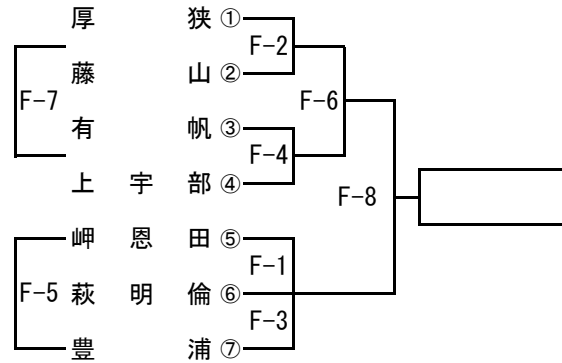 厚 狭 ①
F-2
藤 山 ②
F-7
F-6
有 帆 ③
F-4
上 宇 部 ④
F-8
岬 恩 田 ⑤
F-1
F-5
萩 明 倫 ⑥
F-3
豊 浦 ⑦